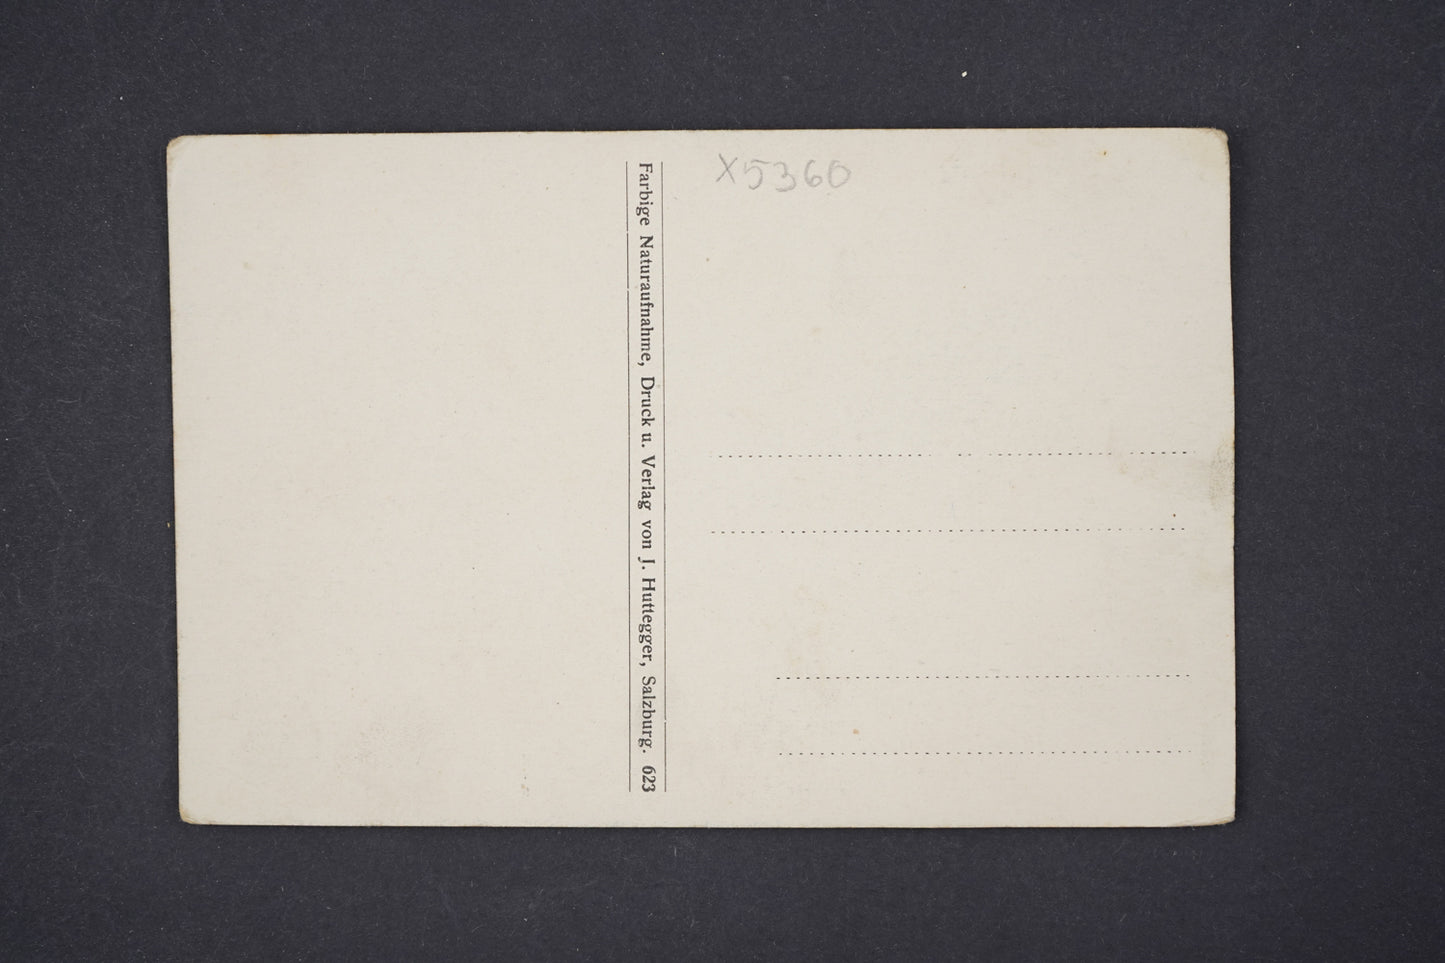 Farbige Naturaufnahme, Druck u. Verlag von J. Huttegger, Salzburg. 623
X5360